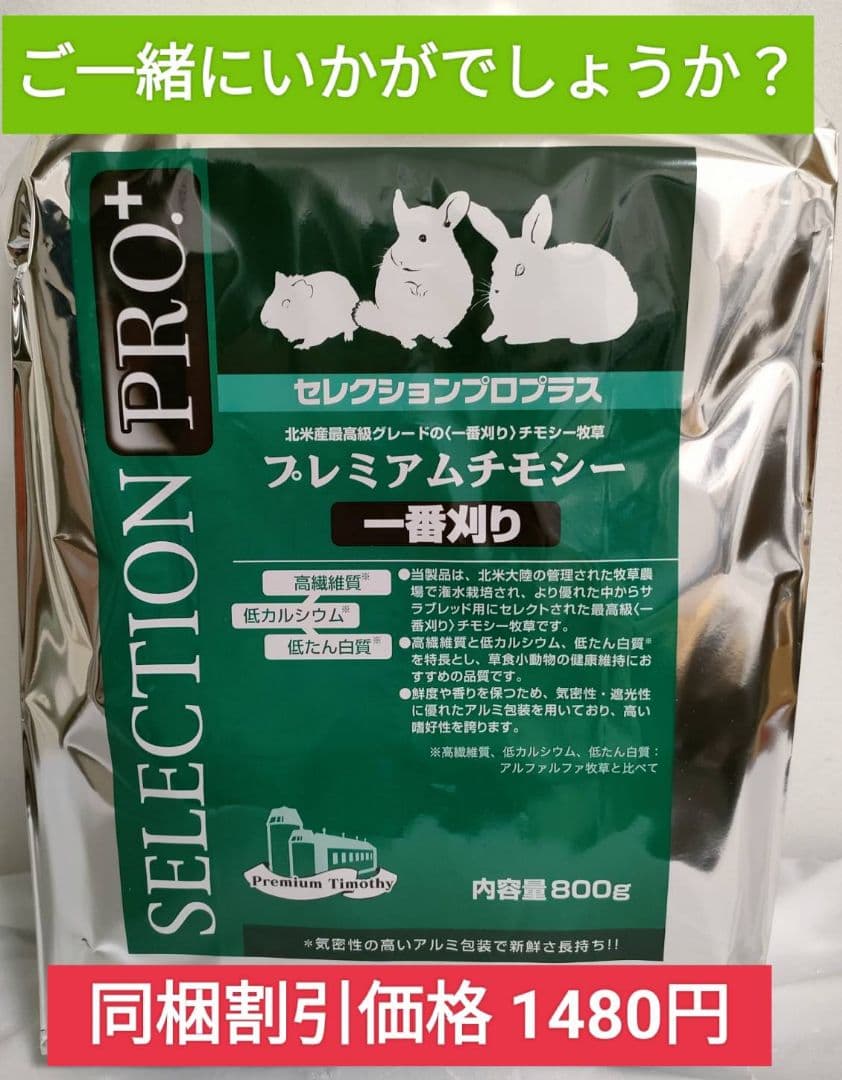 ご一緒にいかがでしょうか？
SELECTION PRO.+
セレクションプロプラス
北米産最高級グレードの〈一番刈り〉チモシー牧草
プレミアムチモシー
一番刈り
高繊維質※
低カルシウム※
低たん白質※
●当製品は、北米大陸の管理された牧草農
場で潅水栽培され、より優れた中からサ
ラブレッド用にセレクトされた最高級〈一
番刈り〉チモシー牧草です。
●高繊維質と低カルシウム、低たん白質※
を特長とし、草食小動物の健康維持にお
すすめの品質です。
●鮮度や香りを保つため、気密性・遮光性
に優れたアルミ包装を用いており、高い
嗜好性を誇ります。
※高繊維質、低カルシウム、低たん白質：
アルファルファ牧草と比べて
Premium Timothy
内容量800g
＊気密性の高いアルミ包装で新鮮さ長持ち!!
同梱割引価格 1480円